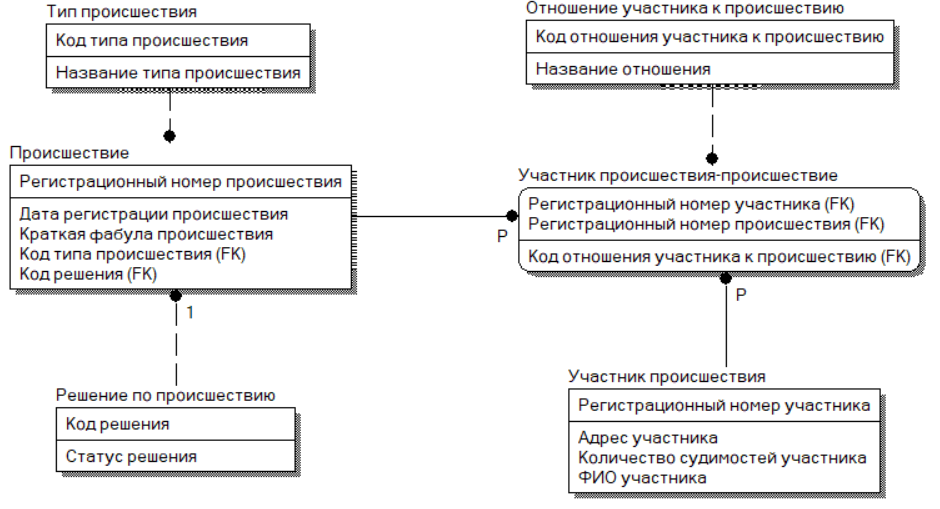 Тип происшествия
Код типа происшествия
Название типа происшествия
Отношение участника к происшествию
Код отношения участника к происшествию
Название отношения
Происшествие
Регистрационный номер происшествия
Дата регистрации происшествия
Краткая фабула происшествия
Код типа происшествия (FK)
Код решения (FK)
P
Участник происшествия-происшествие
Регистрационный номер участника (FK)
Регистрационный номер происшествия (FK)
Код отношения участника к происшествию (FK)
1
P
Решение по происшествию
Код решения
Статус решения
Участник происшествия
Регистрационный номер участника
Адрес участника
Количество судимостей участника
ФИО участника